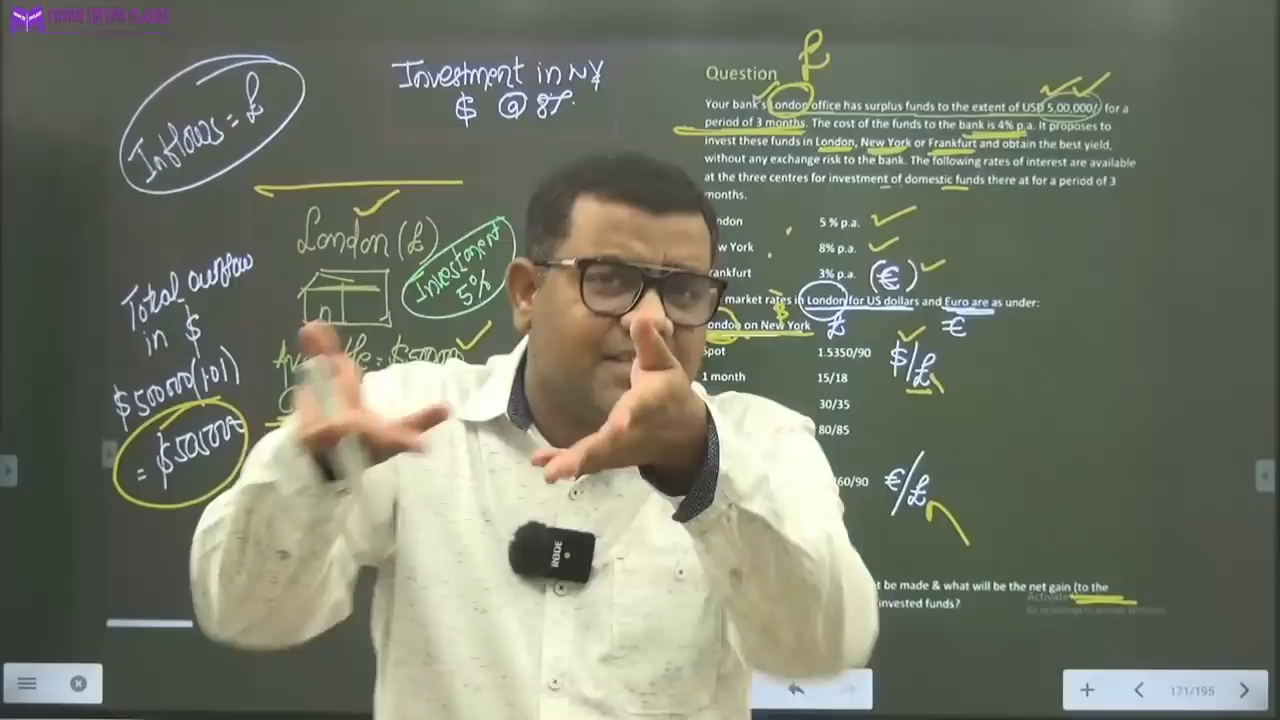 Inflows = £
Investment in NY
$ @ 8%
£
Question
Your bank's London office has surplus funds to the extent of USD 5,00,000/- for a
period of 3 months. The cost of the funds to the bank is 4% p.a. It proposes to
invest these funds in London, New York or Frankfurt and obtain the best yield,
without any exchange risk to the bank. The following rates of interest are available
at the three centres for investment of domestic funds there at for a period of 3
months.
ndon 5 % p.a.
w York 8% p.a.
rankfurt 3% p.a. (€)
market rates in London for US dollars and Euro are as under:
London on New York $ £ €
Spot 1.5350/90 $/£
1 month 15/18
30/35
80/85
60/90 €/£
t be made & what will be the net gain (to the
invested funds?
London (£)
Investment
5%
= $50000
Total outflow
in $
$500000(1.01)
= $505000
RODE
171/195